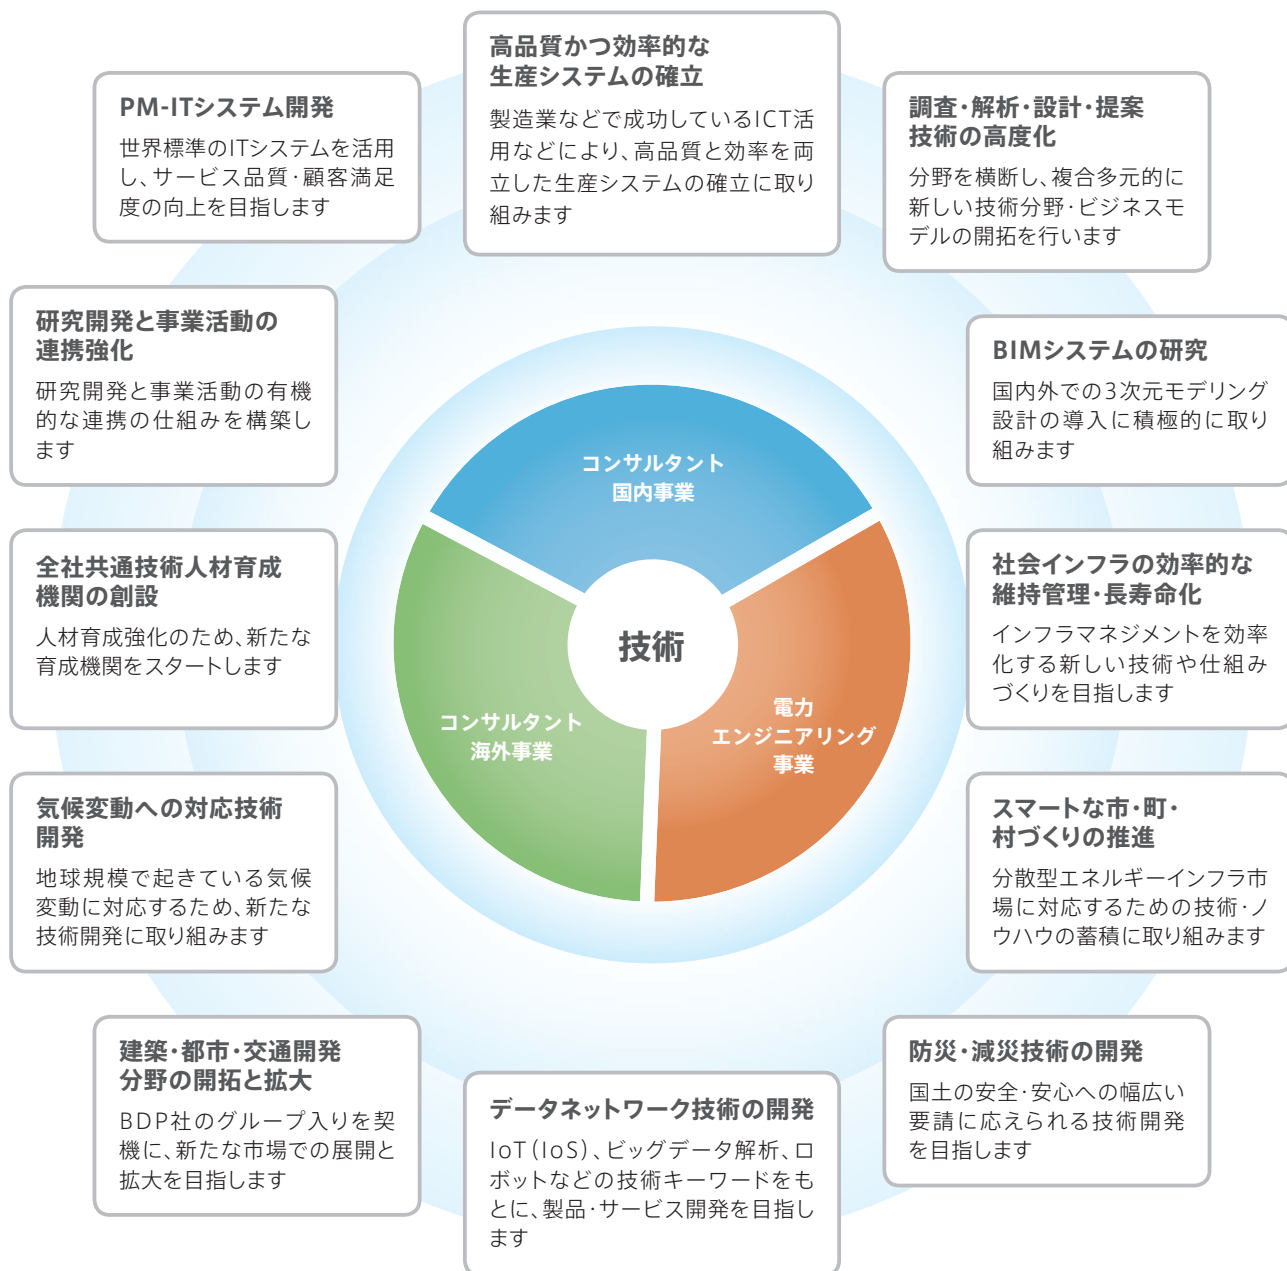 高品質かつ効率的な
生産システムの確立
製造業などで成功しているICT活
用などにより、高品質と効率を両
立した生産システムの確立に取り
組みます
PM-ITシステム開発
世界標準のITシステムを活用
し、サービス品質・顧客満足
度の向上を目指します
調査・解析・設計・提案
技術の高度化
分野を横断し、複合多元的に
新しい技術分野・ビジネスモ
デルの開拓を行います
研究開発と事業活動の
連携強化
研究開発と事業活動の有機
的な連携の仕組みを構築し
ます
BIMシステムの研究
国内外での3次元モデリング
設計の導入に積極的に取り
組みます
コンサルタント
国内事業
全社共通技術人材育成
機関の創設
人材育成強化のため、新たな
育成機関をスタートします
技術
社会インフラの効率的な
維持管理・長寿命化
インフラマネジメントを効率
化する新しい技術や仕組み
づくりを目指します
コンサルタント
海外事業
電力
エンジニアリング
事業
気候変動への対応技術
開発
地球規模で起きている気候
変動に対応するため、新たな
技術開発に取り組みます
スマートな市・町・
村づくりの推進
分散型エネルギーインフラ市
場に対応するための技術・ノ
ウハウの蓄積に取り組みます
建築・都市・交通開発
分野の開拓と拡大
BDP社のグループ入りを契
機に、新たな市場での展開と
拡大を目指します
データネットワーク技術の開発
IoT(IoS)、ビッグデータ解析、ロ
ボットなどの技術キーワードをも
とに、製品・サービス開発を目指し
ます
防災・減災技術の開発
国土の安全・安心への幅広い
要請に応えられる技術開発
を目指します